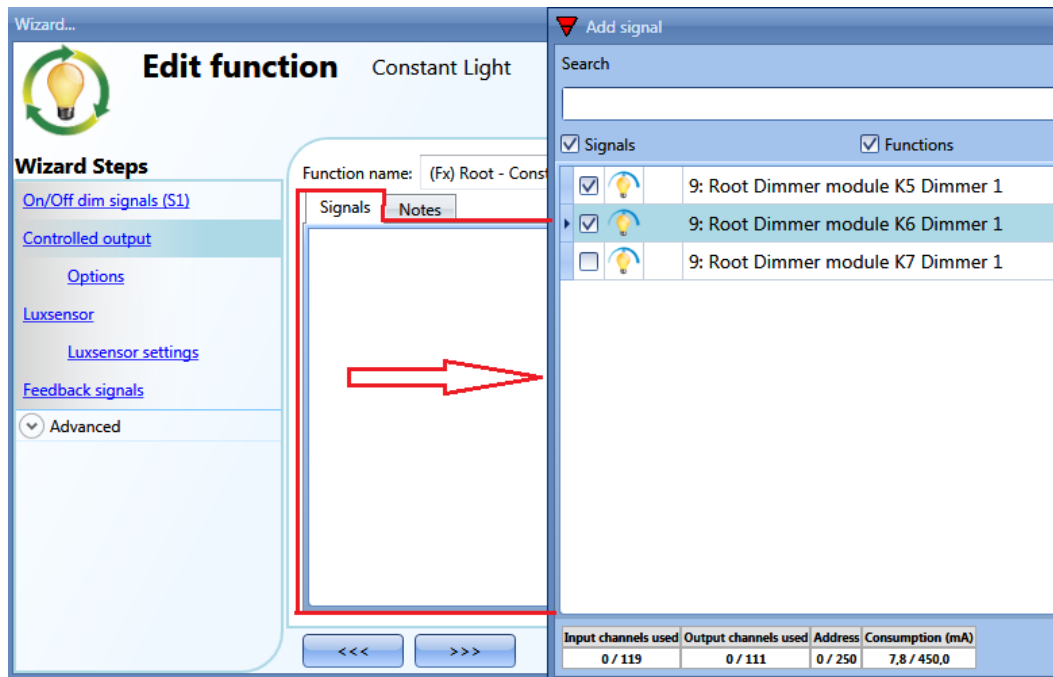 Wizard...
Edit funct
Constant Light
Wizard Steps
On/Off dim signals (S1)
Controlled output
Options
Luxsensor
Luxsensor settings
Feedback signals
Advanced
Function name: (Fx) Root - Const
Signals
Notes
<<<
>>>
Add signal
Search
Signals
Functions
9: Root Dimmer module K5 Dimmer 1
9: Root Dimmer module K6 Dimmer 1
9: Root Dimmer module K7 Dimmer 1
Input channels used Output channels used Address Consumption (mA)
0 / 119 0 / 111 0 / 250 7,8 / 450,0